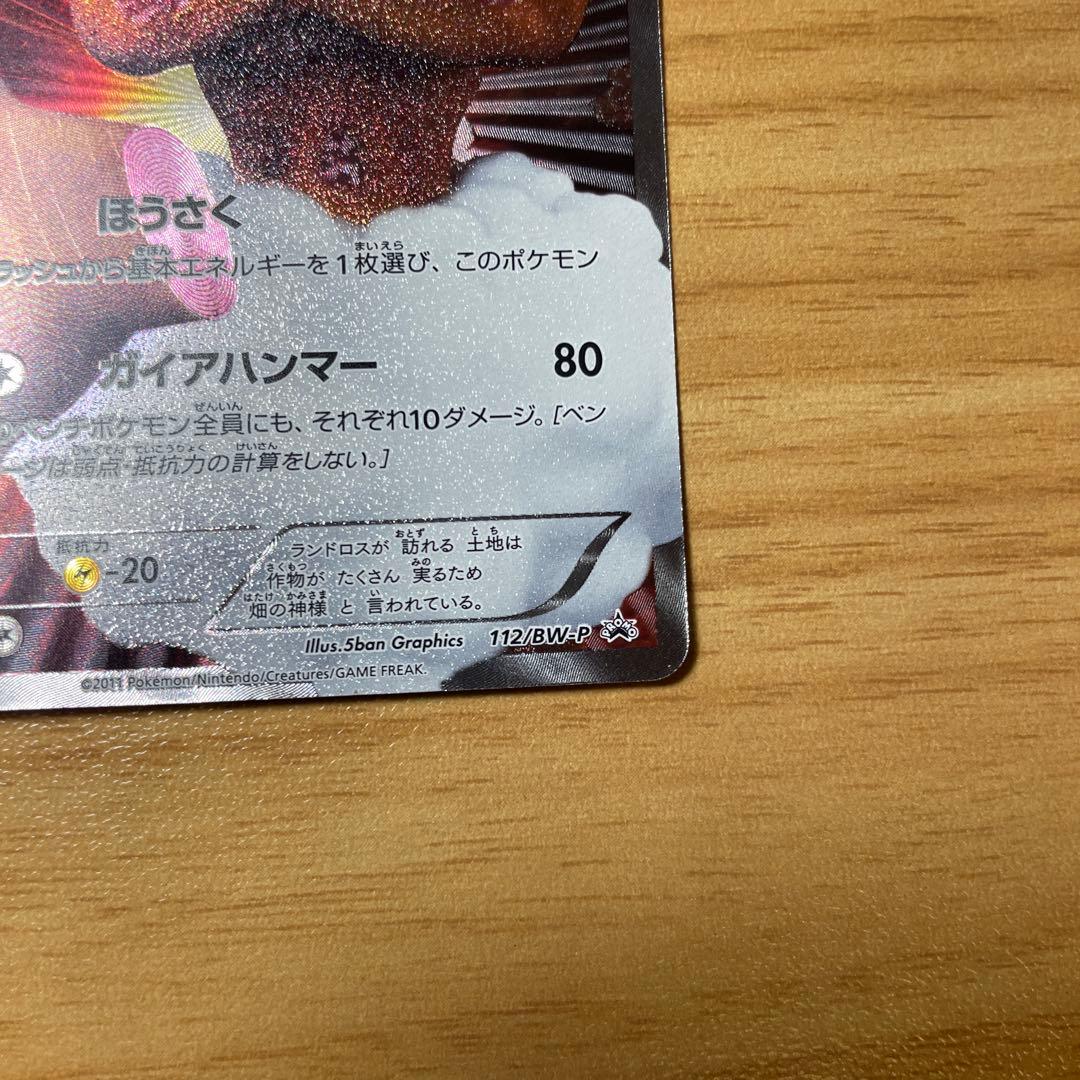 ほうさく
ラッシュから基本エネルギーを1枚選び、このポケモン
ガイアハンマー 80
ベンチポケモン全員にも、それぞれ10ダメージ。[ベン
ージは弱点・抵抗力の計算をしない。]
抵抗力
-20
ランドロスが 訪れる 土地は
作物が たくさん 実るため
畑の神様 と 言われている。
Illus.5ban Graphics 112/BW-P PROMO
©2011 Pokémon/Nintendo/Creatures/GAME FREAK.